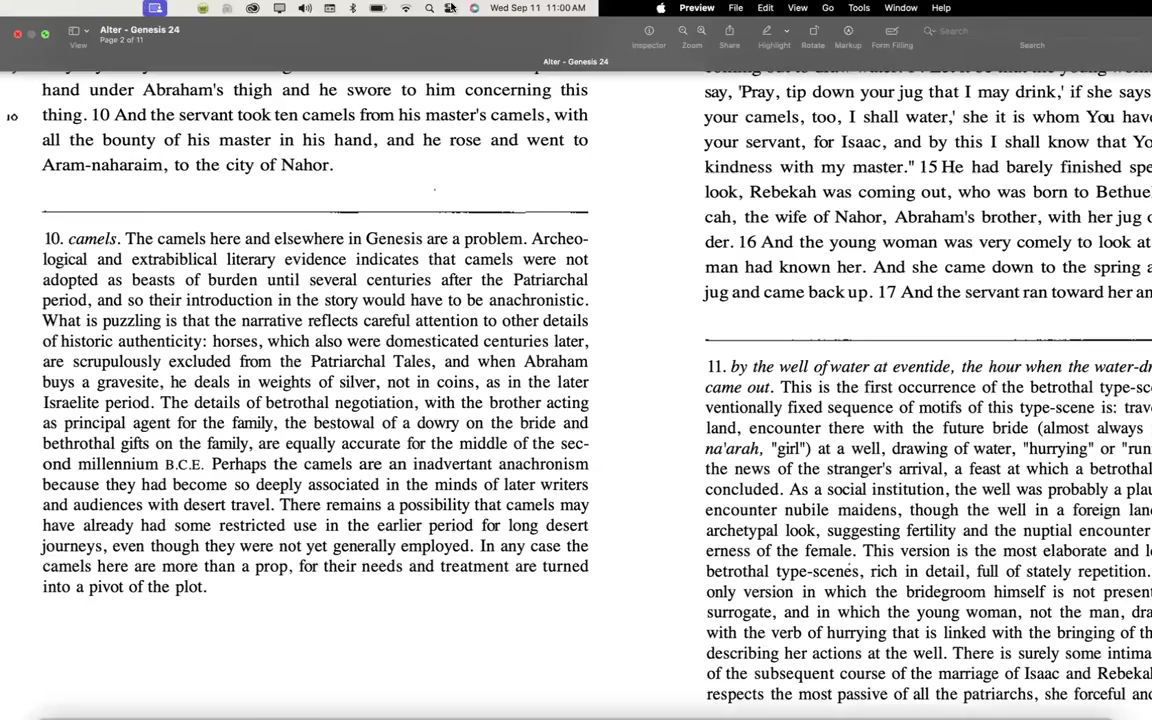 Wed Sep 11 11:00 AM
Preview File Edit View Go Tools Window Help
Alter - Genesis 24
Page 2 of 11
View
Inspector Zoom Share Highlight Rotate Markup Form Filling Search
Search
Alter - Genesis 24
hand under Abraham's thigh and he swore to him concerning this
10
thing. 10 And the servant took ten camels from his master's camels, with
all the bounty of his master in his hand, and he rose and went to
Aram-naharaim, to the city of Nahor.
10. camels. The camels here and elsewhere in Genesis are a problem. Archeo-
logical and extrabiblical literary evidence indicates that camels were not
adopted as beasts of burden until several centuries after the Patriarchal
period, and so their introduction in the story would have to be anachronistic.
What is puzzling is that the narrative reflects careful attention to other details
of historic authenticity: horses, which also were domesticated centuries later,
are scrupulously excluded from the Patriarchal Tales, and when Abraham
buys a gravesite, he deals in weights of silver, not in coins, as in the later
Israelite period. The details of betrothal negotiation, with the brother acting
as principal agent for the family, the bestowal of a dowry on the bride and
bethrothal gifts on the family, are equally accurate for the middle of the sec-
ond millennium B.C.E. Perhaps the camels are an inadvertent anachronism
because they had become so deeply associated in the minds of later writers
and audiences with desert travel. There remains a possibility that camels may
have already had some restricted use in the earlier period for long desert
journeys, even though they were not yet generally employed. In any case the
camels here are more than a prop, for their needs and treatment are turned
into a pivot of the plot.
say, 'Pray, tip down your jug that I may drink,' if she says
your camels, too, I shall water,' she it is whom You have
your servant, for Isaac, and by this I shall know that Yo
kindness with my master." 15 He had barely finished spe
look, Rebekah was coming out, who was born to Bethue
cah, the wife of Nahor, Abraham's brother, with her jug o
der. 16 And the young woman was very comely to look at
man had known her. And she came down to the spring a
jug and came back up. 17 And the servant ran toward her an
11. by the well of water at eventide, the hour when the water-dr
came out. This is the first occurrence of the betrothal type-sc
ventionally fixed sequence of motifs of this type-scene is: trav
land, encounter there with the future bride (almost always
na'arah, "girl") at a well, drawing of water, "hurrying" or "run
the news of the stranger's arrival, a feast at which a betrothal
concluded. As a social institution, the well was probably a plau
encounter nubile maidens, though the well in a foreign lan
archetypal look, suggesting fertility and the nuptial encounter
erness of the female. This version is the most elaborate and le
betrothal type-scenes, rich in detail, full of stately repetition.
only version in which the bridegroom himself is not present
surrogate, and in which the young woman, not the man, dra
with the verb of hurrying that is linked with the bringing of th
describing her actions at the well. There is surely some intima
of the subsequent course of the marriage of Isaac and Rebekah
respects the most passive of all the patriarchs, she forceful and